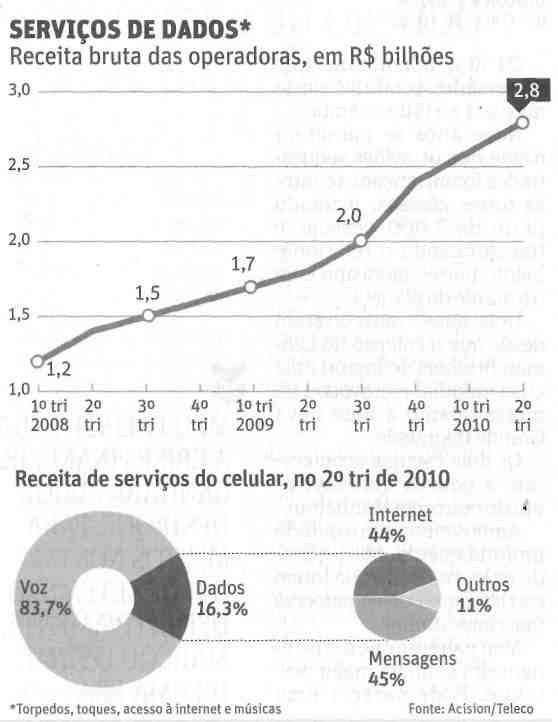 SERVIÇOS DE DADOS*
Receita bruta das operadoras, em R$ bilhões
3,0
2,8
2,5
2,0
2,0
1,7
1,5
1,5
1,2
1,0
1º tri 2º 3º 4º 1º tri 2º 3º 4º 1º tri 2º
2008 tri tri tri 2009 tri tri tri 2010 tri
Receita de serviços do celular, no 2º tri de 2010
Internet
44%
Voz
83,7%
Dados
16,3%
Outros
11%
Mensagens
45%
*Torpedos, toques, acesso à internet e músicas Fonte: Acision/Teleco